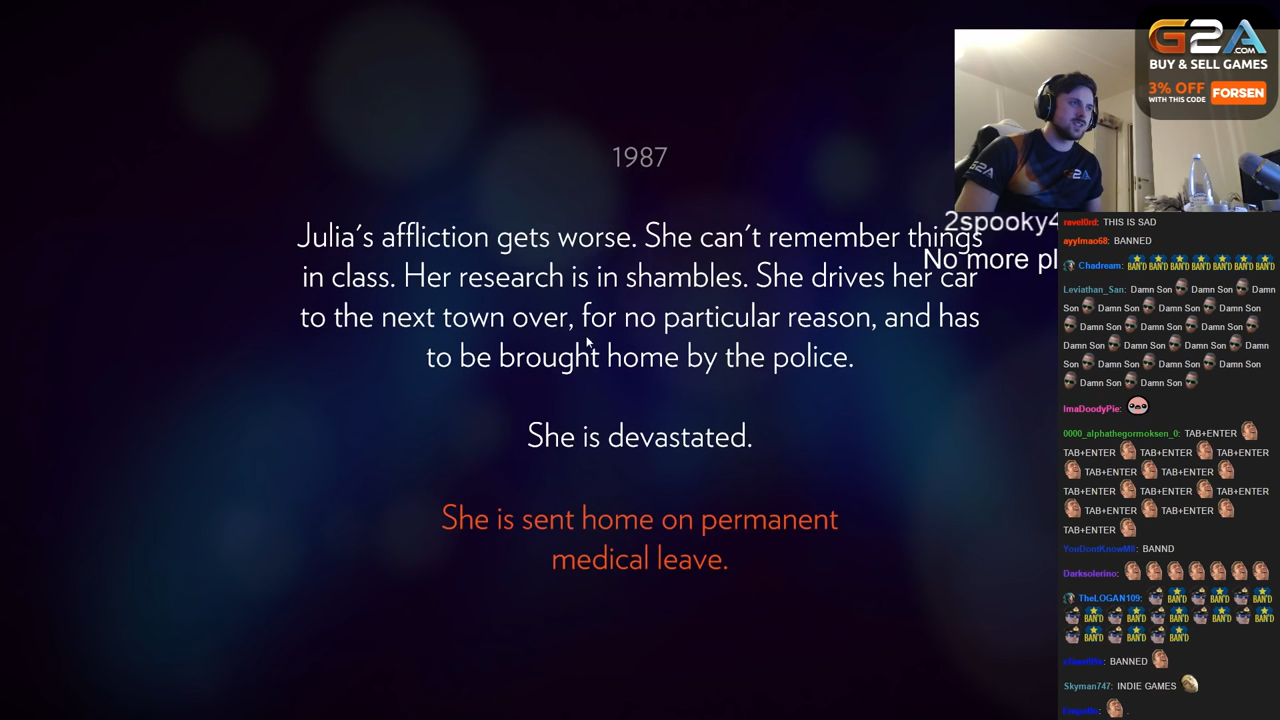 1987
Julia's affliction gets worse. She can't remember things
in class. Her research is in shambles. She drives her car
to the next town over, for no particular reason, and has
to be brought home by the police.
She is devastated.
She is sent home on permanent
medical leave.
G2A.COM
BUY & SELL GAMES
3% OFF
WITH THIS CODE
FORSEN
G2A
G2A
2spooky4
No more pl
ravel0rd: THIS IS SAD
ayylmao68: BANNED
Chadream: BAN'D BAN'D BAN'D BAN'D BAN'D BAN'D BAN'D
Leviathan_San: Damn Son Damn Son Damn
Son Damn Son Damn Son Damn Son
Damn Son Damn Son Damn Son
Damn Son Damn Son Damn Son Damn
Son Damn Son Damn Son Damn Son
Damn Son Damn Son
ImaDoodyPie:
0000_alphathegormoksen_0: TAB+ENTER
TAB+ENTER TAB+ENTER TAB+ENTER
TAB+ENTER TAB+ENTER
TAB+ENTER TAB+ENTER TAB+ENTER
TAB+ENTER TAB+ENTER
TAB+ENTER
YouDontKnowM8: BANND
Darksolerino:
TheLOGAN109: BAN'D BAN'D BAN'D
BAN'D BAN'D BAN'D BAN'D BAN'D
BAN'D BAN'D BAN'D
BANNED
Skyman747: INDIE GAMES